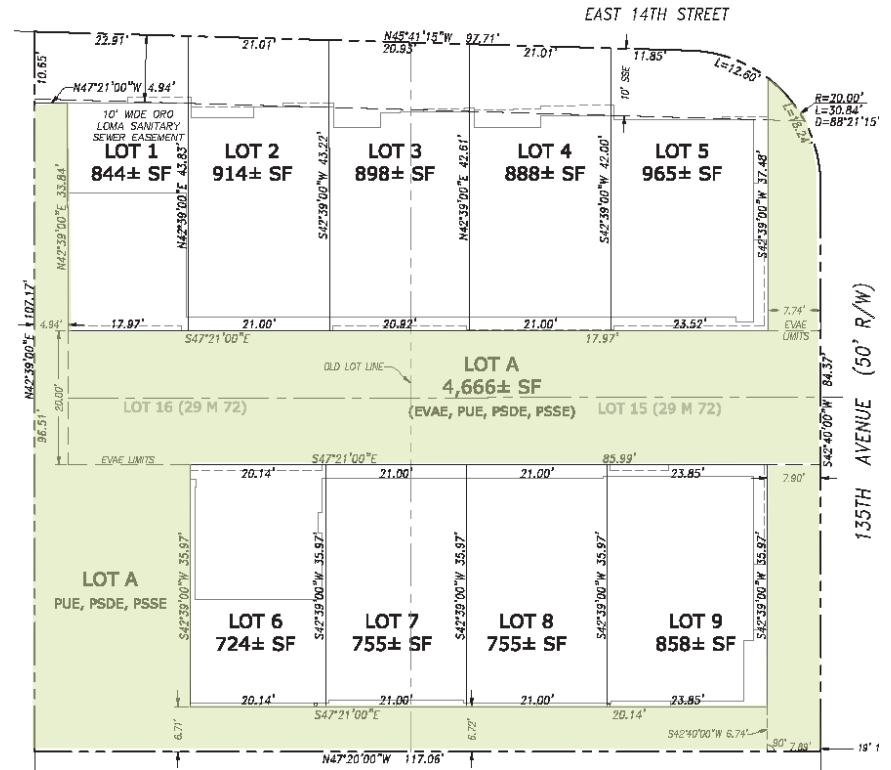 EAST 14TH STREET
N45°41'15"W 97.71'
22.91'
21.01'
20.93'
21.01'
11.85'
L=12.60'
10.65
4.94'
N47°21'00"W
10' SSE
R=20.00'
L=30.84'
D=88°21'15"
L=18.24'
10' WIDE ORO
LOMA SANITARY
SEWER EASEMENT
LOT 1
844± SF
LOT 2
914± SF
LOT 3
898± SF
LOT 4
888± SF
LOT 5
965± SF
N42°39'00"E 33.84'
N42°39'00"E 43.83'
S42°39'00"W 43.22'
N42°39'00"E 42.61'
S42°39'00"W 42.00'
S42°39'00"W 37.48'
N42°39'00"E 107.17'
4.94'
17.97'
21.00'
20.92'
21.00'
23.52'
7.74'
EVAE
LIMITS
S47°21'00"E
17.97'
OLD LOT LINE
LOT A
4,666± SF
(EVAE, PUE, PSDE, PSSE)
LOT 16 (29 M 72)
LOT 15 (29 M 72)
20.00'
96.51'
S42°40'00"W 84.37'
135TH AVENUE (50' R/W)
EVAE LIMITS
S47°21'00"E
85.99'
20.14'
21.00'
21.00'
23.85'
7.90'
LOT A
PUE, PSDE, PSSE
S42°39'00"W 35.97'
S42°39'00"W 35.97'
S42°39'00"W 35.97'
S42°39'00"W 35.97'
S42°39'00"W 35.97'
LOT 6
724± SF
LOT 7
755± SF
LOT 8
755± SF
LOT 9
858± SF
20.14'
21.00'
21.00'
23.85'
S47°21'00"E
20.14'
6.71'
6.72'
S42°40'00"W 6.74'
90°
7.89'
N47°20'00"W 117.06'
19'